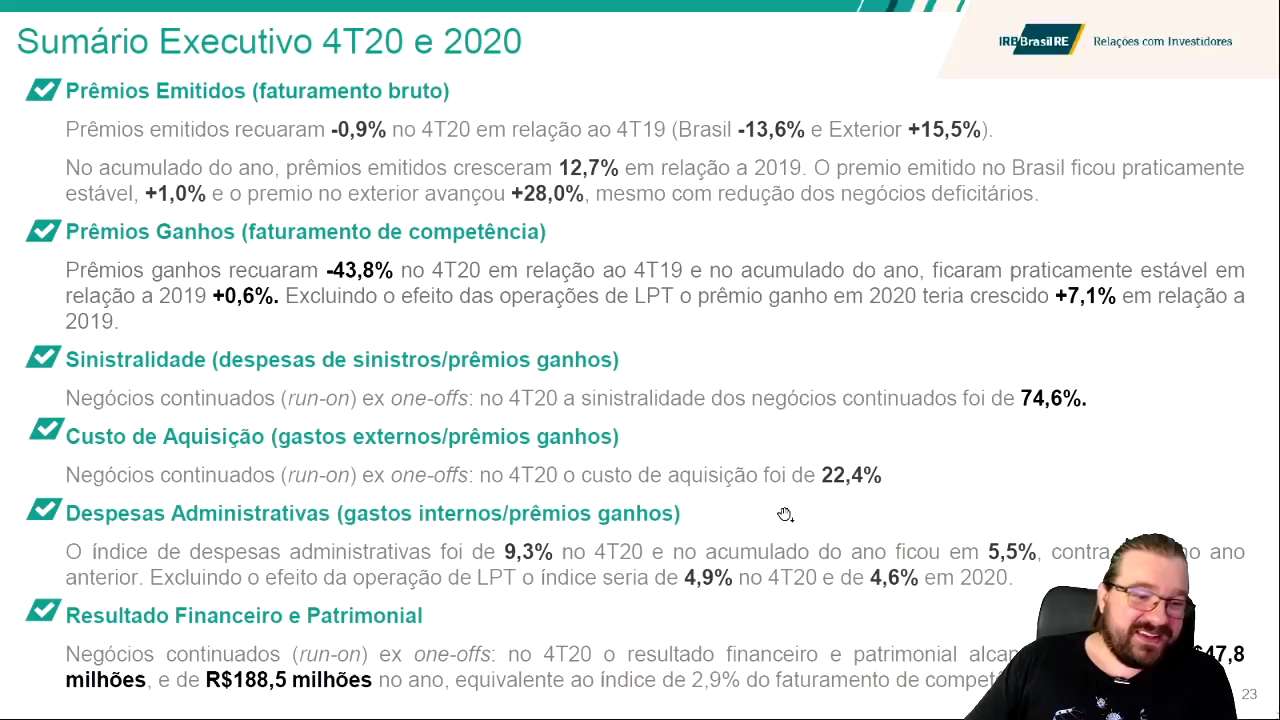 Sumário Executivo 4T20 e 2020
IRB Brasil RE
Relações com Investidores
Prêmios Emitidos (faturamento bruto)
Prêmios emitidos recuaram -0,9% no 4T20 em relação ao 4T19 (Brasil -13,6% e Exterior +15,5%).
No acumulado do ano, prêmios emitidos cresceram 12,7% em relação a 2019. O premio emitido no Brasil ficou praticamente
estável, +1,0% e o premio no exterior avançou +28,0%, mesmo com redução dos negócios deficitários.
Prêmios Ganhos (faturamento de competência)
Prêmios ganhos recuaram -43,8% no 4T20 em relação ao 4T19 e no acumulado do ano, ficaram praticamente estável em
relação a 2019 +0,6%. Excluindo o efeito das operações de LPT o prêmio ganho em 2020 teria crescido +7,1% em relação a
2019.
Sinistralidade (despesas de sinistros/prêmios ganhos)
Negócios continuados (run-on) ex one-offs: no 4T20 a sinistralidade dos negócios continuados foi de 74,6%.
Custo de Aquisição (gastos externos/prêmios ganhos)
Negócios continuados (run-on) ex one-offs: no 4T20 o custo de aquisição foi de 22,4%
Despesas Administrativas (gastos internos/prêmios ganhos)
O índice de despesas administrativas foi de 9,3% no 4T20 e no acumulado do ano ficou em 5,5%, contra ano
anterior. Excluindo o efeito da operação de LPT o índice seria de 4,9% no 4T20 e de 4,6% em 2020.
Resultado Financeiro e Patrimonial
Negócios continuados (run-on) ex one-offs: no 4T20 o resultado financeiro e patrimonial 47,8
milhões, e de R$188,5 milhões no ano, equivalente ao índice de 2,9% do faturamento de
23